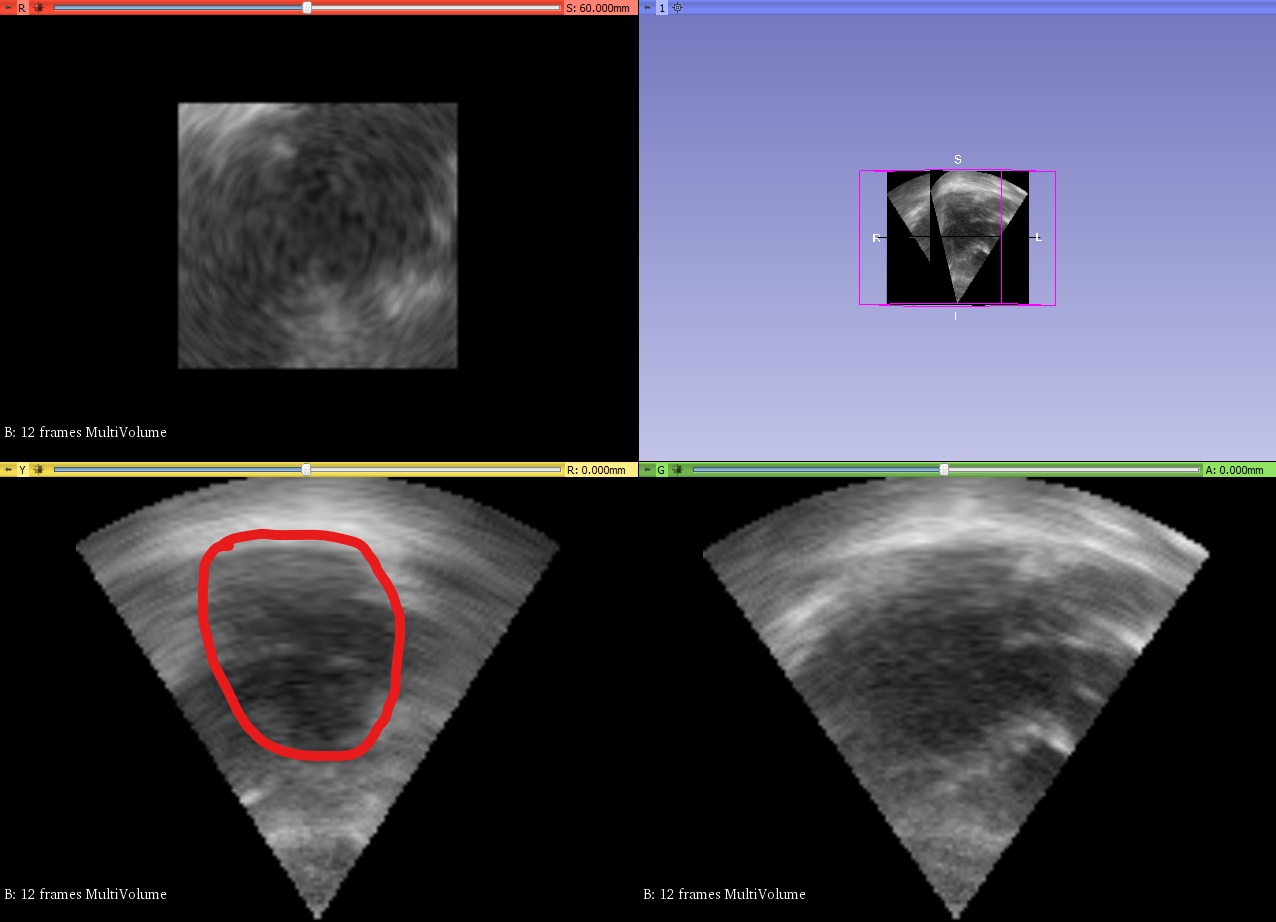 R
S: 60.000mm
1
S
R
L
I
B: 12 frames MultiVolume
Y
R: 0.000mm
G
A: 0.000mm
B: 12 frames MultiVolume
B: 12 frames MultiVolume